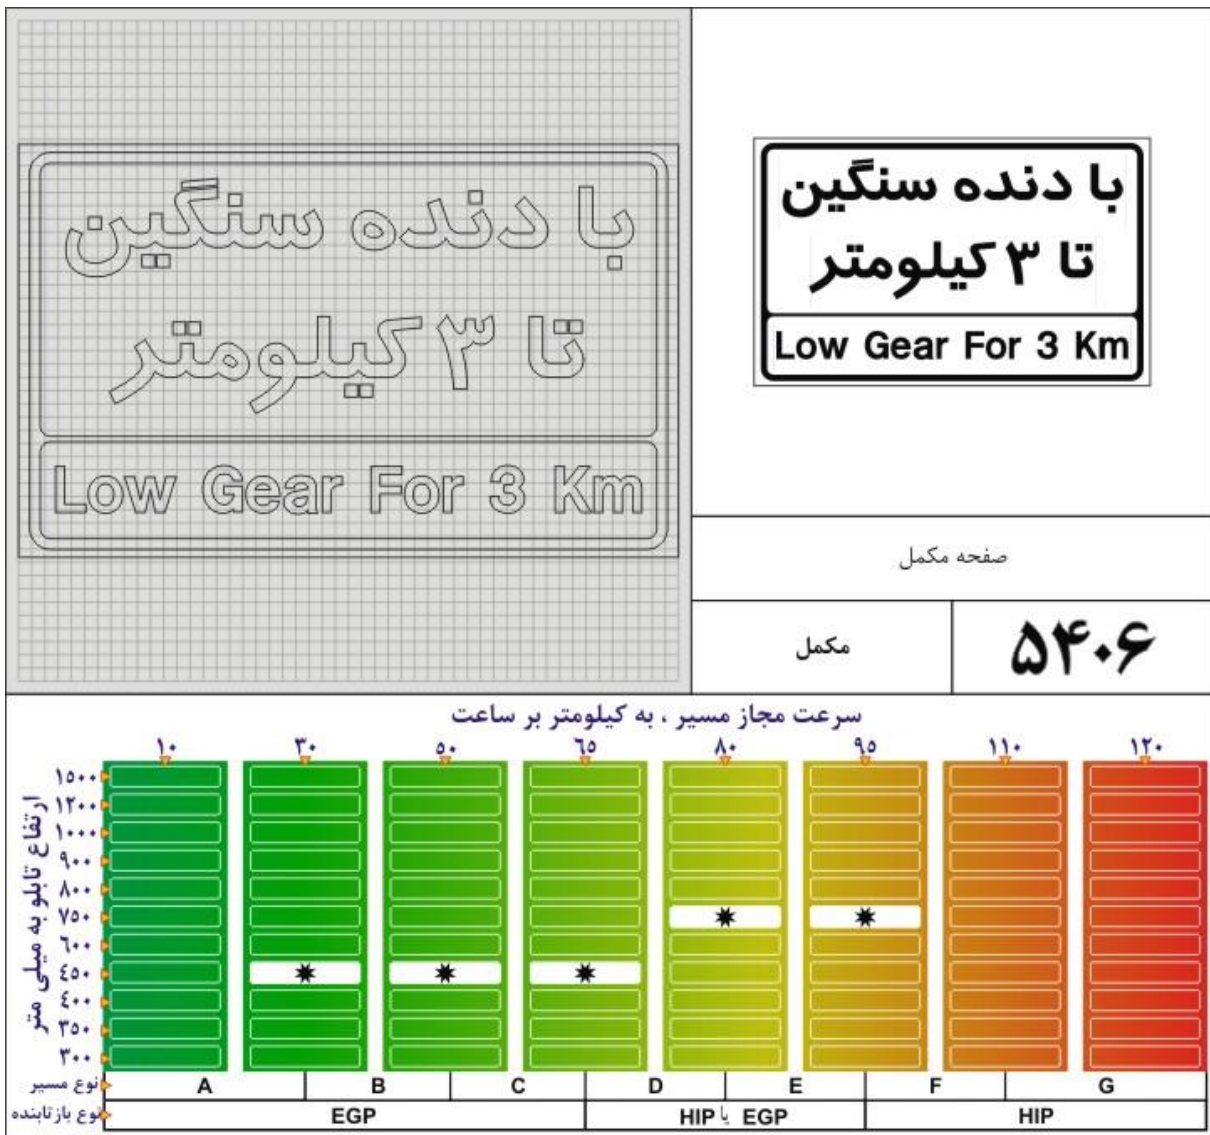 با دنده سنگین
تا ۳ کیلومتر
Low Gear For 3 Km
با دنده سنگین
تا ۳ کیلومتر
Low Gear For 3 Km
صفحه مکمل
مکمل
۵۴۰۶
سرعت مجاز مسیر ، به کیلومتر بر ساعت
۱۰ ۳۰ ۵۰ ۶۵ ۸۰ ۹۵ ۱۱۰ ۱۲۰
ارتفاع تابلو به میلی متر
۱۵۰۰
۱۲۰۰
۱۰۰۰
۹۰۰
۸۰۰
۷۵۰
۶۰۰
۴۵۰
۴۰۰
۳۵۰
۳۰۰
نوع مسیر A B C D E F G
نوع بازتابنده EGP HIP یا EGP HIP